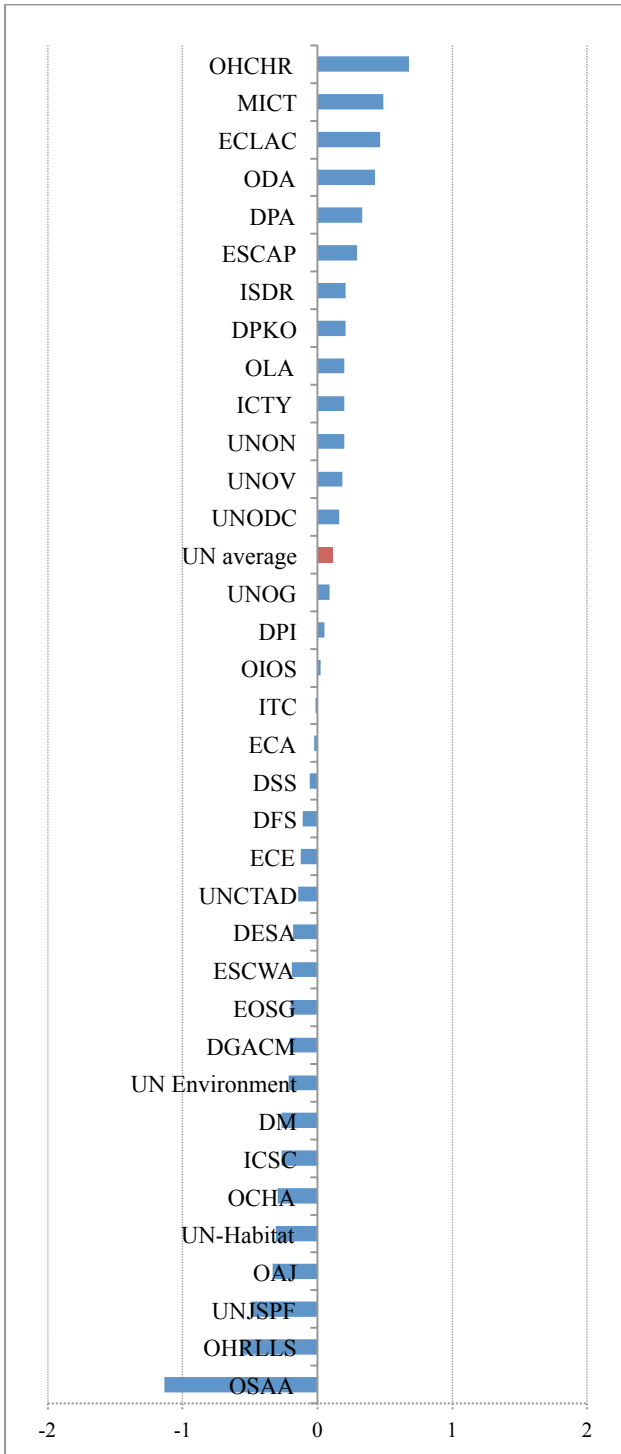 OHCHR
MICT
ECLAC
ODA
DPA
ESCAP
ISDR
DPKO
OLA
ICTY
UNON
UNOV
UNODC
UN average
UNOG
DPI
OIOS
ITC
ECA
DSS
DFS
ECE
UNCTAD
DESA
ESCWA
EOSG
DGACM
UN Environment
DM
ICSC
OCHA
UN-Habitat
OAJ
UNJSPF
OHRLLS
OSAA
-2 -1 0 1 2